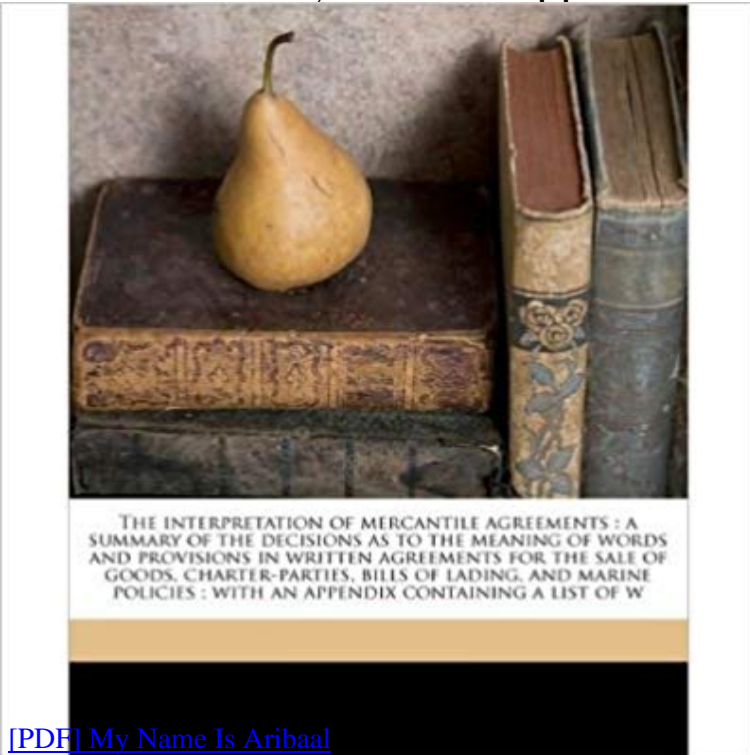 THE INTERPRETATION OF MERCANTILE AGREEMENTS : A
SUMMARY OF THE DECISIONS AS TO THE MEANING OF WORDS
AND PROVISIONS IN WRITTEN AGREEMENTS FOR THE SALE OF
GOODS, CHARTER-PARTIES, BILLS OF LADING, AND MARINE
POLICIES : WITH AN APPENDIX CONTAINING A LIST OF W
[PDF] My Name Is Aribaal